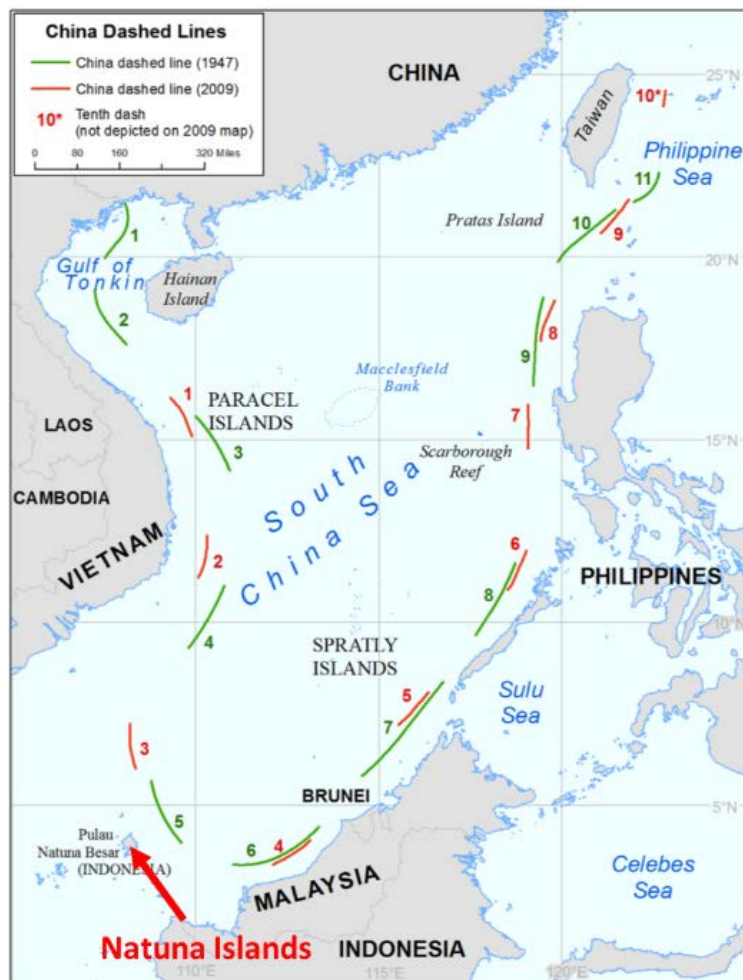 China Dashed Lines
China dashed line (1947)
China dashed line (2009)
10*
Tenth dash
(not depicted on 2009 map)
0 80 160 320 Miles
CHINA
25°N
10*
Taiwan
Philippine
Sea
11
1
Pratas Island
10
9
Gulf of
Tonkin
Hainan
Island
20°N
2
8
9
Macclesfield
Bank
1
PARACEL
ISLANDS
7
LAOS
3
Scarborough
Reef
15°N
CAMBODIA
South
China Sea
VIETNAM
2
6
PHILIPPINES
8
4
10°N
SPRATLY
ISLANDS
5
Sulu
Sea
7
3
BRUNEI
5
5°N
Pulau
Natuna Besar
(INDONESIA)
6
4
MALAYSIA
Celebes
Sea
Natuna Islands
INDONESIA
110°E
115°E
120°E